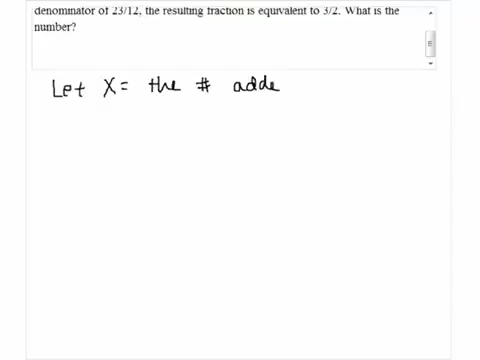 denominator of 23/12, the resulting fraction is equivalent to 3/2. What is the
number?
Let X = the # adde